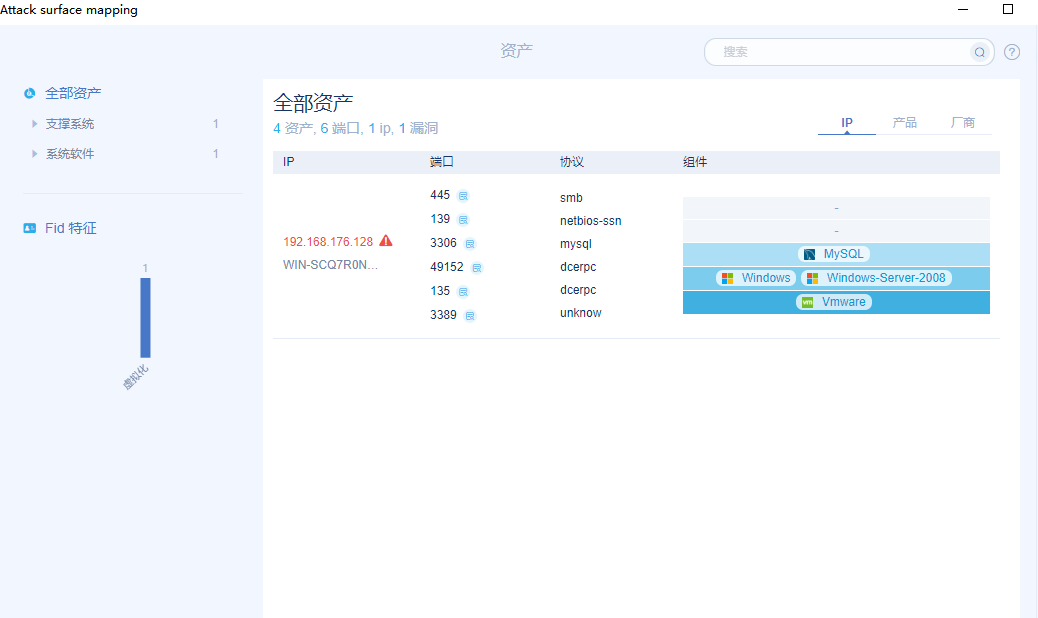 Attack surface mapping
资产
搜索
?
全部资产
支撑系统 1
系统软件 1
Fid 特征
1
虚拟化
全部资产
4 资产, 6 端口, 1 ip, 1 漏洞
IP 产品 厂商
IP 端口 协议 组件
192.168.176.128
WIN-SCQ7R0N...
445
139
3306
49152
135
3389
smb
netbios-ssn
mysql
dcerpc
dcerpc
unknow
-
-
MySQL
Windows Windows-Server-2008
vm Vmware